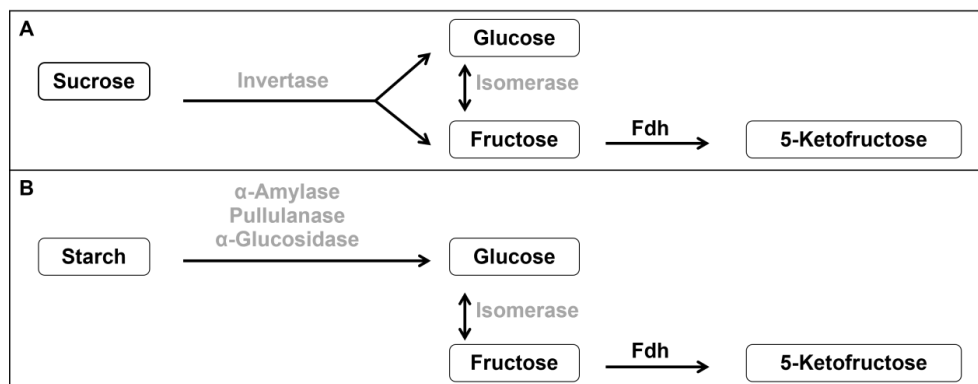 A
Glucose
Sucrose
Invertase
Isomerase
Fructose
Fdh
5-Ketofructose
B
α-Amylase
Pullulanase
α-Glucosidase
Starch
Glucose
Isomerase
Fructose
Fdh
5-Ketofructose